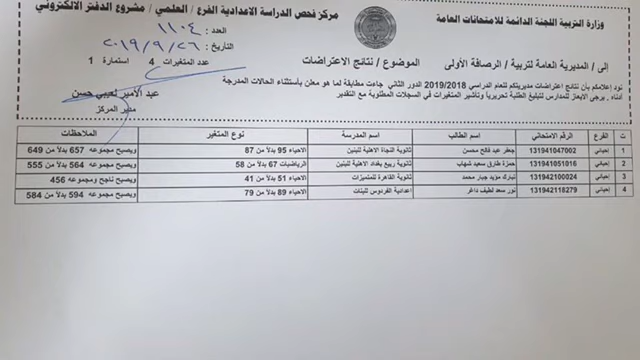 وزارة التربية اللجنة الدائمة للامتحانات العامة
مركز فحص الدراسة الاعدادية الفرع / العلمي / مشروع الدفتر الالكتروني
العدد : ١١٠٤
التاريخ : ٢٠١٩/٩/٢٦
إلى / المديرية العامة لتربية / الرصافة الأولى
الموضوع / نتائج الاعتراضات
عدد المتغيرات 4 استمارة 1
نود إعلامكم بأن نتائج اعتراضات مديريتكم للعام الدراسي 2019/2018 الدور الثاني جاءت مطابقة لما هو معلن بأستثناء الحالات المدرجة
أدناه . يرجى الايعاز للمدارس لتبليغ الطلبة تحريريا وتأشير المتغيرات في السجلات المطلوبة مع التقدير
عبد الأمير لعيبي حسن
مدير المركز
ت الفرع الرقم الامتحاني اسم الطالب اسم المدرسة نوع المتغير الملاحظات
1 إحيائي 131941047002 جعفر عبد فالح محسن ثانوية النجاة الاهلية للبنين الاحياء 95 بدلا من 87 ويصبح مجموعه 657 بدلا من 649
2 إحيائي 131941051016 حمزة طارق سعيد شهاب ثانوية ربيع بغداد الأهلية للبنين الرياضيات 67 بدلا من 58 ويصبح مجموعه 564 بدلا من 555
3 إحيائي 131942100024 تبارك مؤيد جبار محمد ثانوية القاهرة للمتميزات الاحياء 51 بدلا من 41 ويصبح ناجح ومجموعه 456
4 إحيائي 131942118279 نور سعد لطيف داغر إعدادية الفردوس للبنات الاحياء 89 بدلا من 79 ويصبح مجموعه 594 بدلا من 584